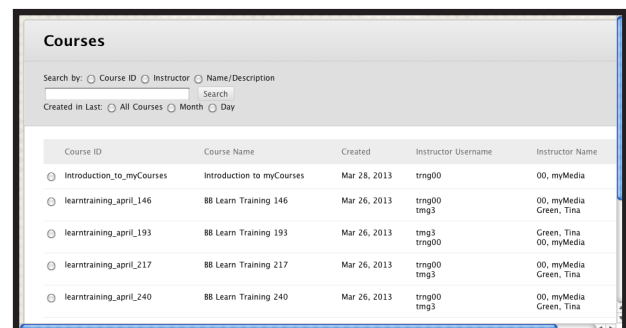 Courses
Search by: Course ID Instructor Name/Description
Search
Created in Last: All Courses Month Day
Course ID Course Name Created Instructor Username Instructor Name
Introduction_to_myCourses Introduction to myCourses Mar 28, 2013 trng00 00, myMedia
learntraining_april_146 BB Learn Training 146 Mar 26, 2013 trng00 00, myMedia
tmg3 Green, Tina
learntraining_april_193 BB Learn Training 193 Mar 26, 2013 tmg3 Green, Tina
trng00 00, myMedia
learntraining_april_217 BB Learn Training 217 Mar 26, 2013 trng00 00, myMedia
tmg3 Green, Tina
learntraining_april_240 BB Learn Training 240 Mar 26, 2013 trng00 00, myMedia
tmg3 Green, Tina